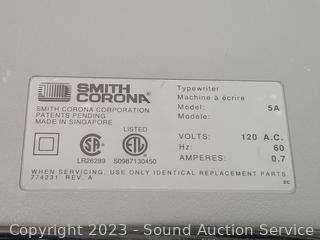 SMITH CORONA®
SMITH CORONA CORPORATION
PATENTS PENDING
MADE IN SINGAPORE
Typewriter
Machine à écrire
Model: 5A
Modèle:
LISTED
SA
ETL
LR26289 S0987130450
VOLTS: 120 A.C.
Hz: 60
AMPERES: 0.7
WHEN SERVICING, USE ONLY IDENTICAL REPLACEMENT PARTS.
774231 REV. A
Copyright 2023 - Sound Auction Service